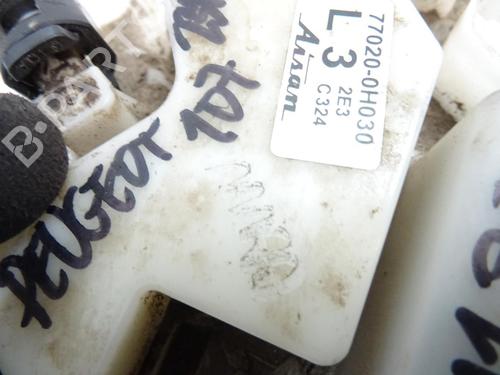 77020-0H030
L 3 2E3
C324
Aisan
PEUGEOT 107
B-PARTS